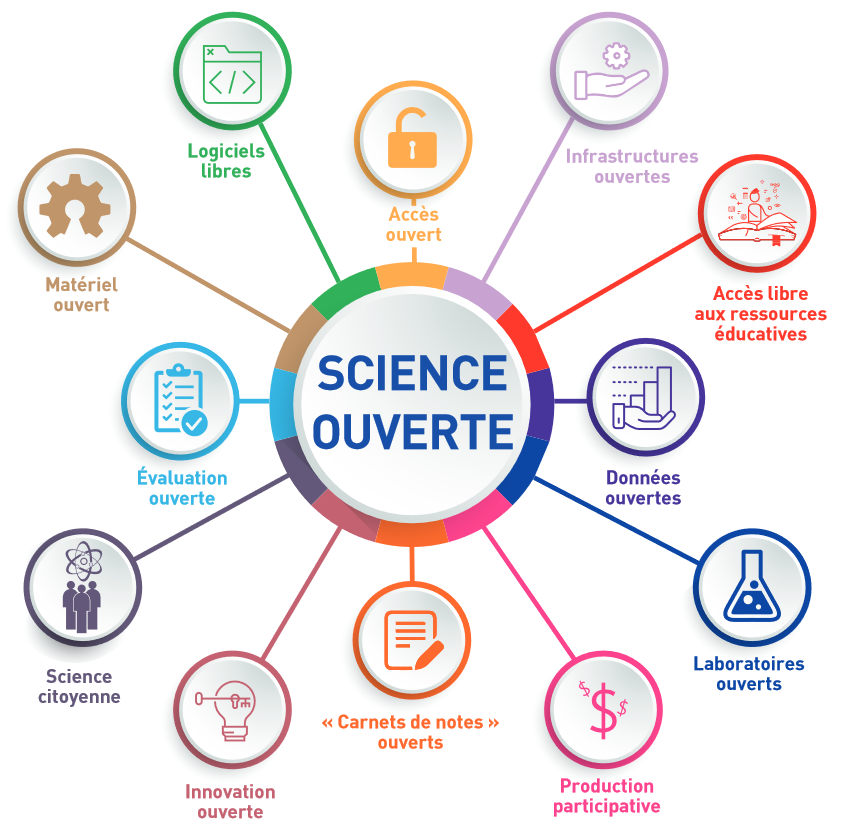 SCIENCE
OUVERTE
Accès
ouvert
Infrastructures
ouvertes
Accès libre
aux ressources
éducatives
Données
ouvertes
Laboratoires
ouverts
Production
participative
« Carnets de notes »
ouverts
Innovation
ouverte
Science
citoyenne
Évaluation
ouverte
Matériel
ouvert
Logiciels
libres